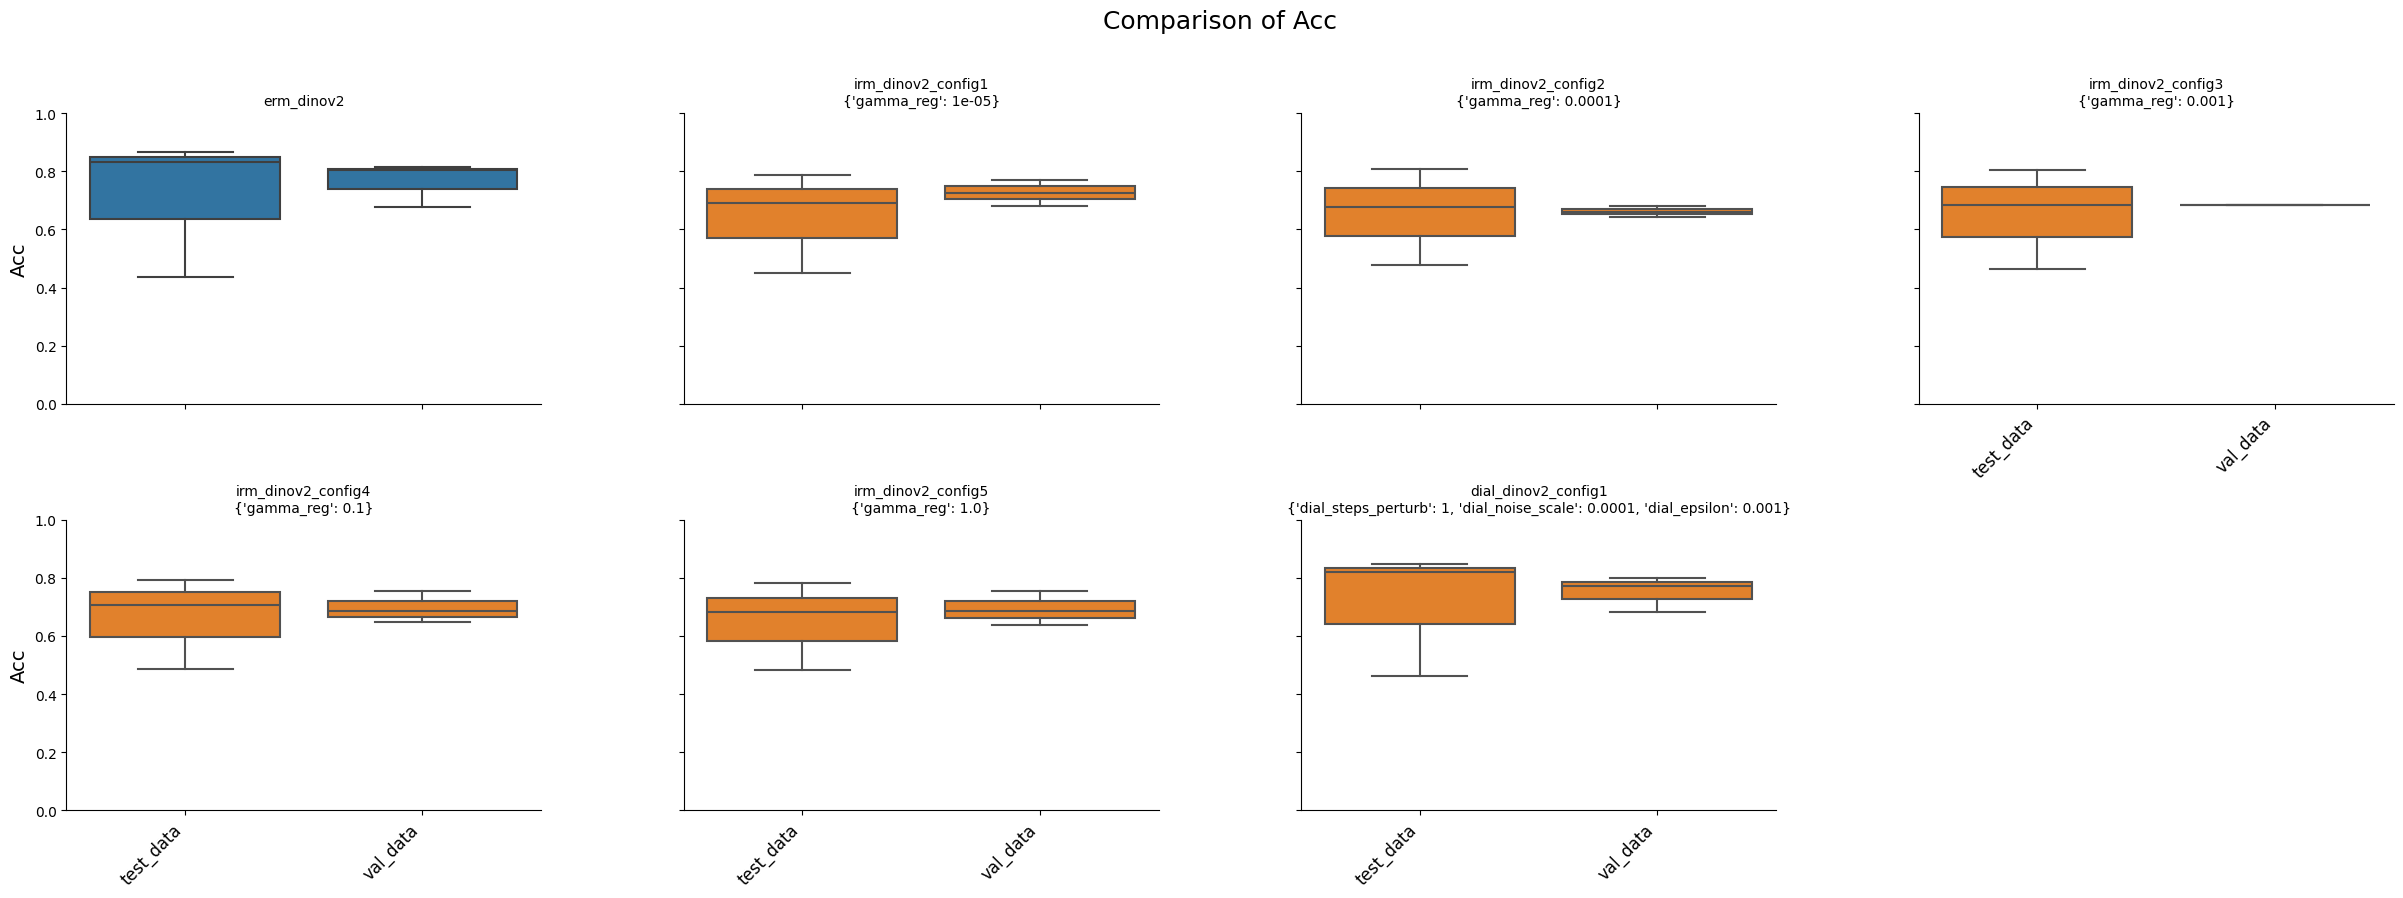 Comparison of Acc
erm_dinov2
irm_dinov2_config1
{'gamma_reg': 1e-05}
irm_dinov2_config2
{'gamma_reg': 0.0001}
irm_dinov2_config3
{'gamma_reg': 0.001}
Acc
1.0
0.8
0.6
0.4
0.2
0.0
test_data
val_data
irm_dinov2_config4
{'gamma_reg': 0.1}
irm_dinov2_config5
{'gamma_reg': 1.0}
dial_dinov2_config1
{'dial_steps_perturb': 1, 'dial_noise_scale': 0.0001, 'dial_epsilon': 0.001}
Acc
1.0
0.8
0.6
0.4
0.2
0.0
test_data
val_data
test_data
val_data
test_data
val_data